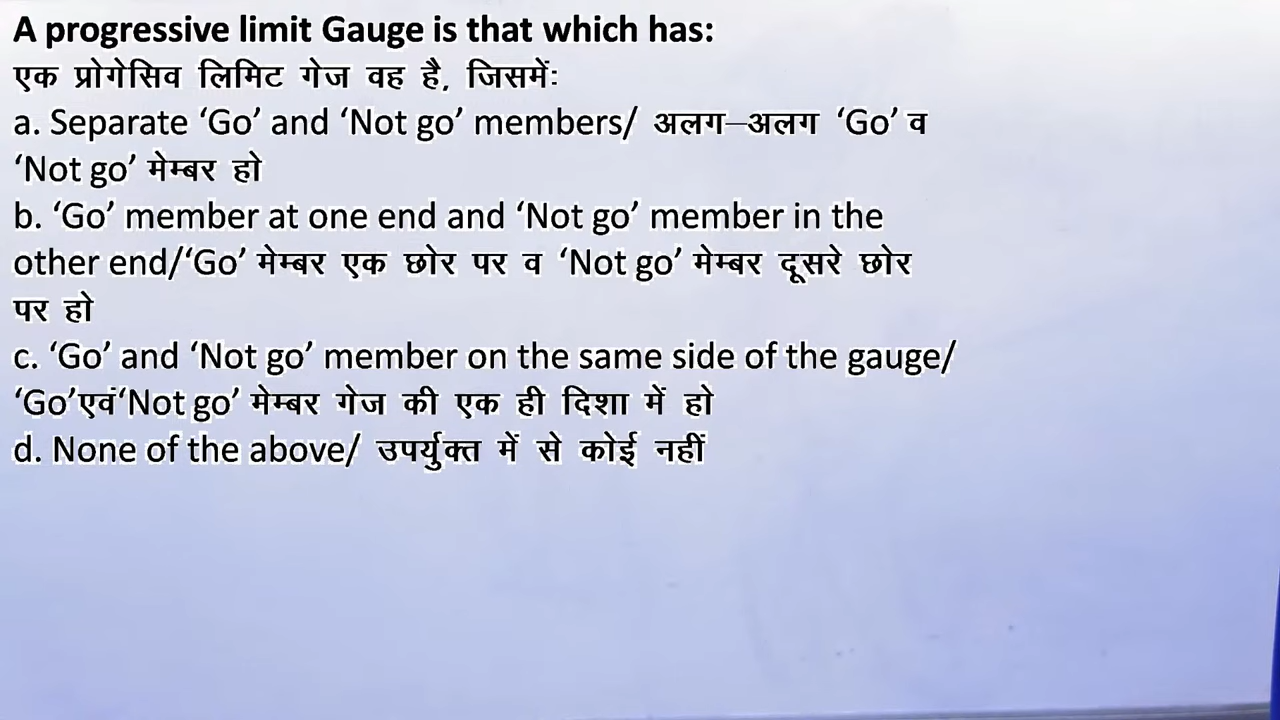 A progressive limit Gauge is that which has:
एक प्रोगेसिव लिमिट गेज वह है, जिसमें:
a. Separate ‘Go’ and ‘Not go’ members/ अलग–अलग ‘Go’ व
‘Not go’ मेम्बर हो
b. ‘Go’ member at one end and ‘Not go’ member in the
other end/‘Go’ मेम्बर एक छोर पर व ‘Not go’ मेम्बर दूसरे छोर
पर हो
c. ‘Go’ and ‘Not go’ member on the same side of the gauge/
‘Go’एवं‘Not go’ मेम्बर गेज की एक ही दिशा में हो
d. None of the above/ उपर्युक्त में से कोई नहीं